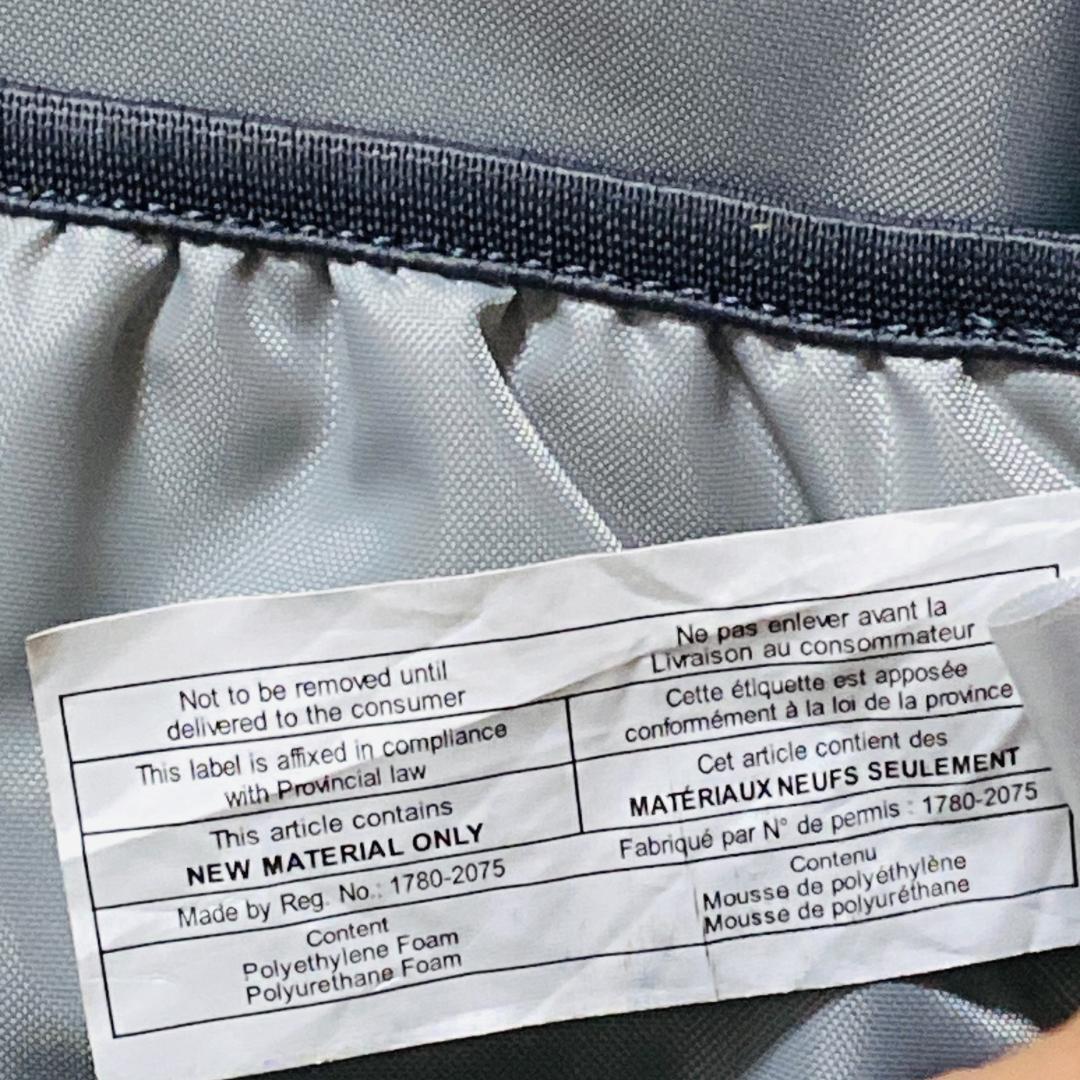 Not to be removed until
delivered to the consumer
Ne pas enlever avant la
Livraison au consommateur
This label is affixed in compliance
with Provincial law
Cette étiquette est apposée
conformément à la loi de la province
This article contains
NEW MATERIAL ONLY
Cet article contient des
MATÉRIAUX NEUFS SEULEMENT
Made by Reg. No.: 1780-2075
Fabriqué par N° de permis : 1780-2075
Content
Polyethylene Foam
Polyurethane Foam
Contenu
Mousse de polyéthylène
Mousse de polyuréthane